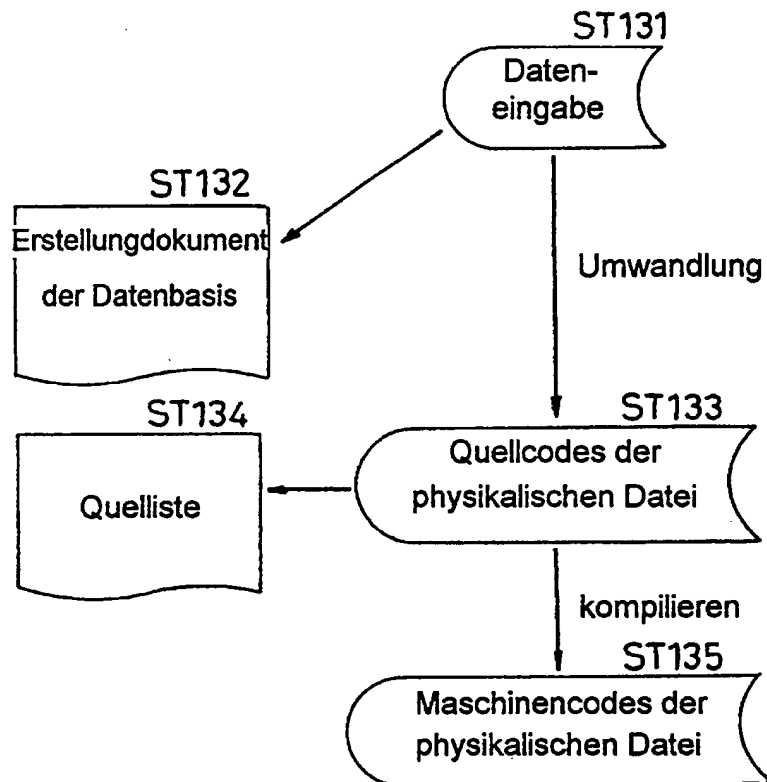 ST131
Daten-
eingabe
ST132
Erstellungdokument
der Datenbasis
Umwandlung
ST133
Quellcodes der
physikalischen Datei
ST134
Quelliste
kompilieren
ST135
Maschinencodes der
physikalischen Datei